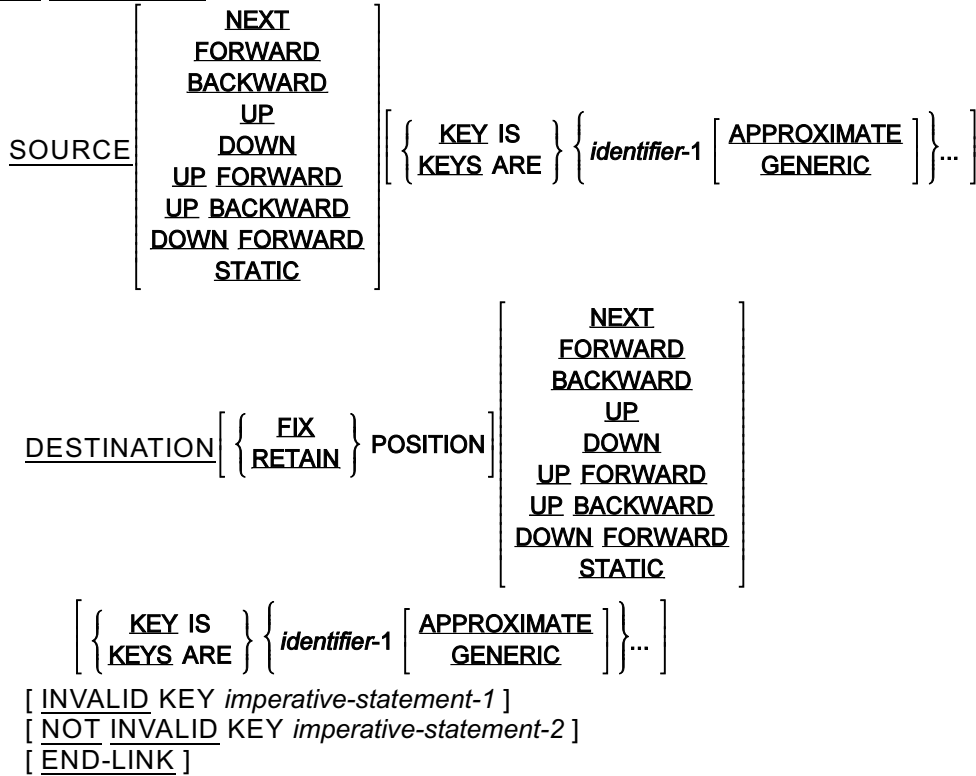 NEXT
FORWARD
BACKWARD
UP
DOWN
UP FORWARD
UP BACKWARD
DOWN FORWARD
STATIC
SOURCE [ ] [ { KEY IS
KEYS ARE } { identifier-1 [ APPROXIMATE
GENERIC ] }... ]
NEXT
FORWARD
BACKWARD
UP
DOWN
UP FORWARD
UP BACKWARD
DOWN FORWARD
STATIC
DESTINATION [ { FIX
RETAIN } POSITION ]
[ { KEY IS
KEYS ARE } { identifier-1 [ APPROXIMATE
GENERIC ] }... ]
[ INVALID KEY imperative-statement-1 ]
[ NOT INVALID KEY imperative-statement-2 ]
[ END-LINK ]